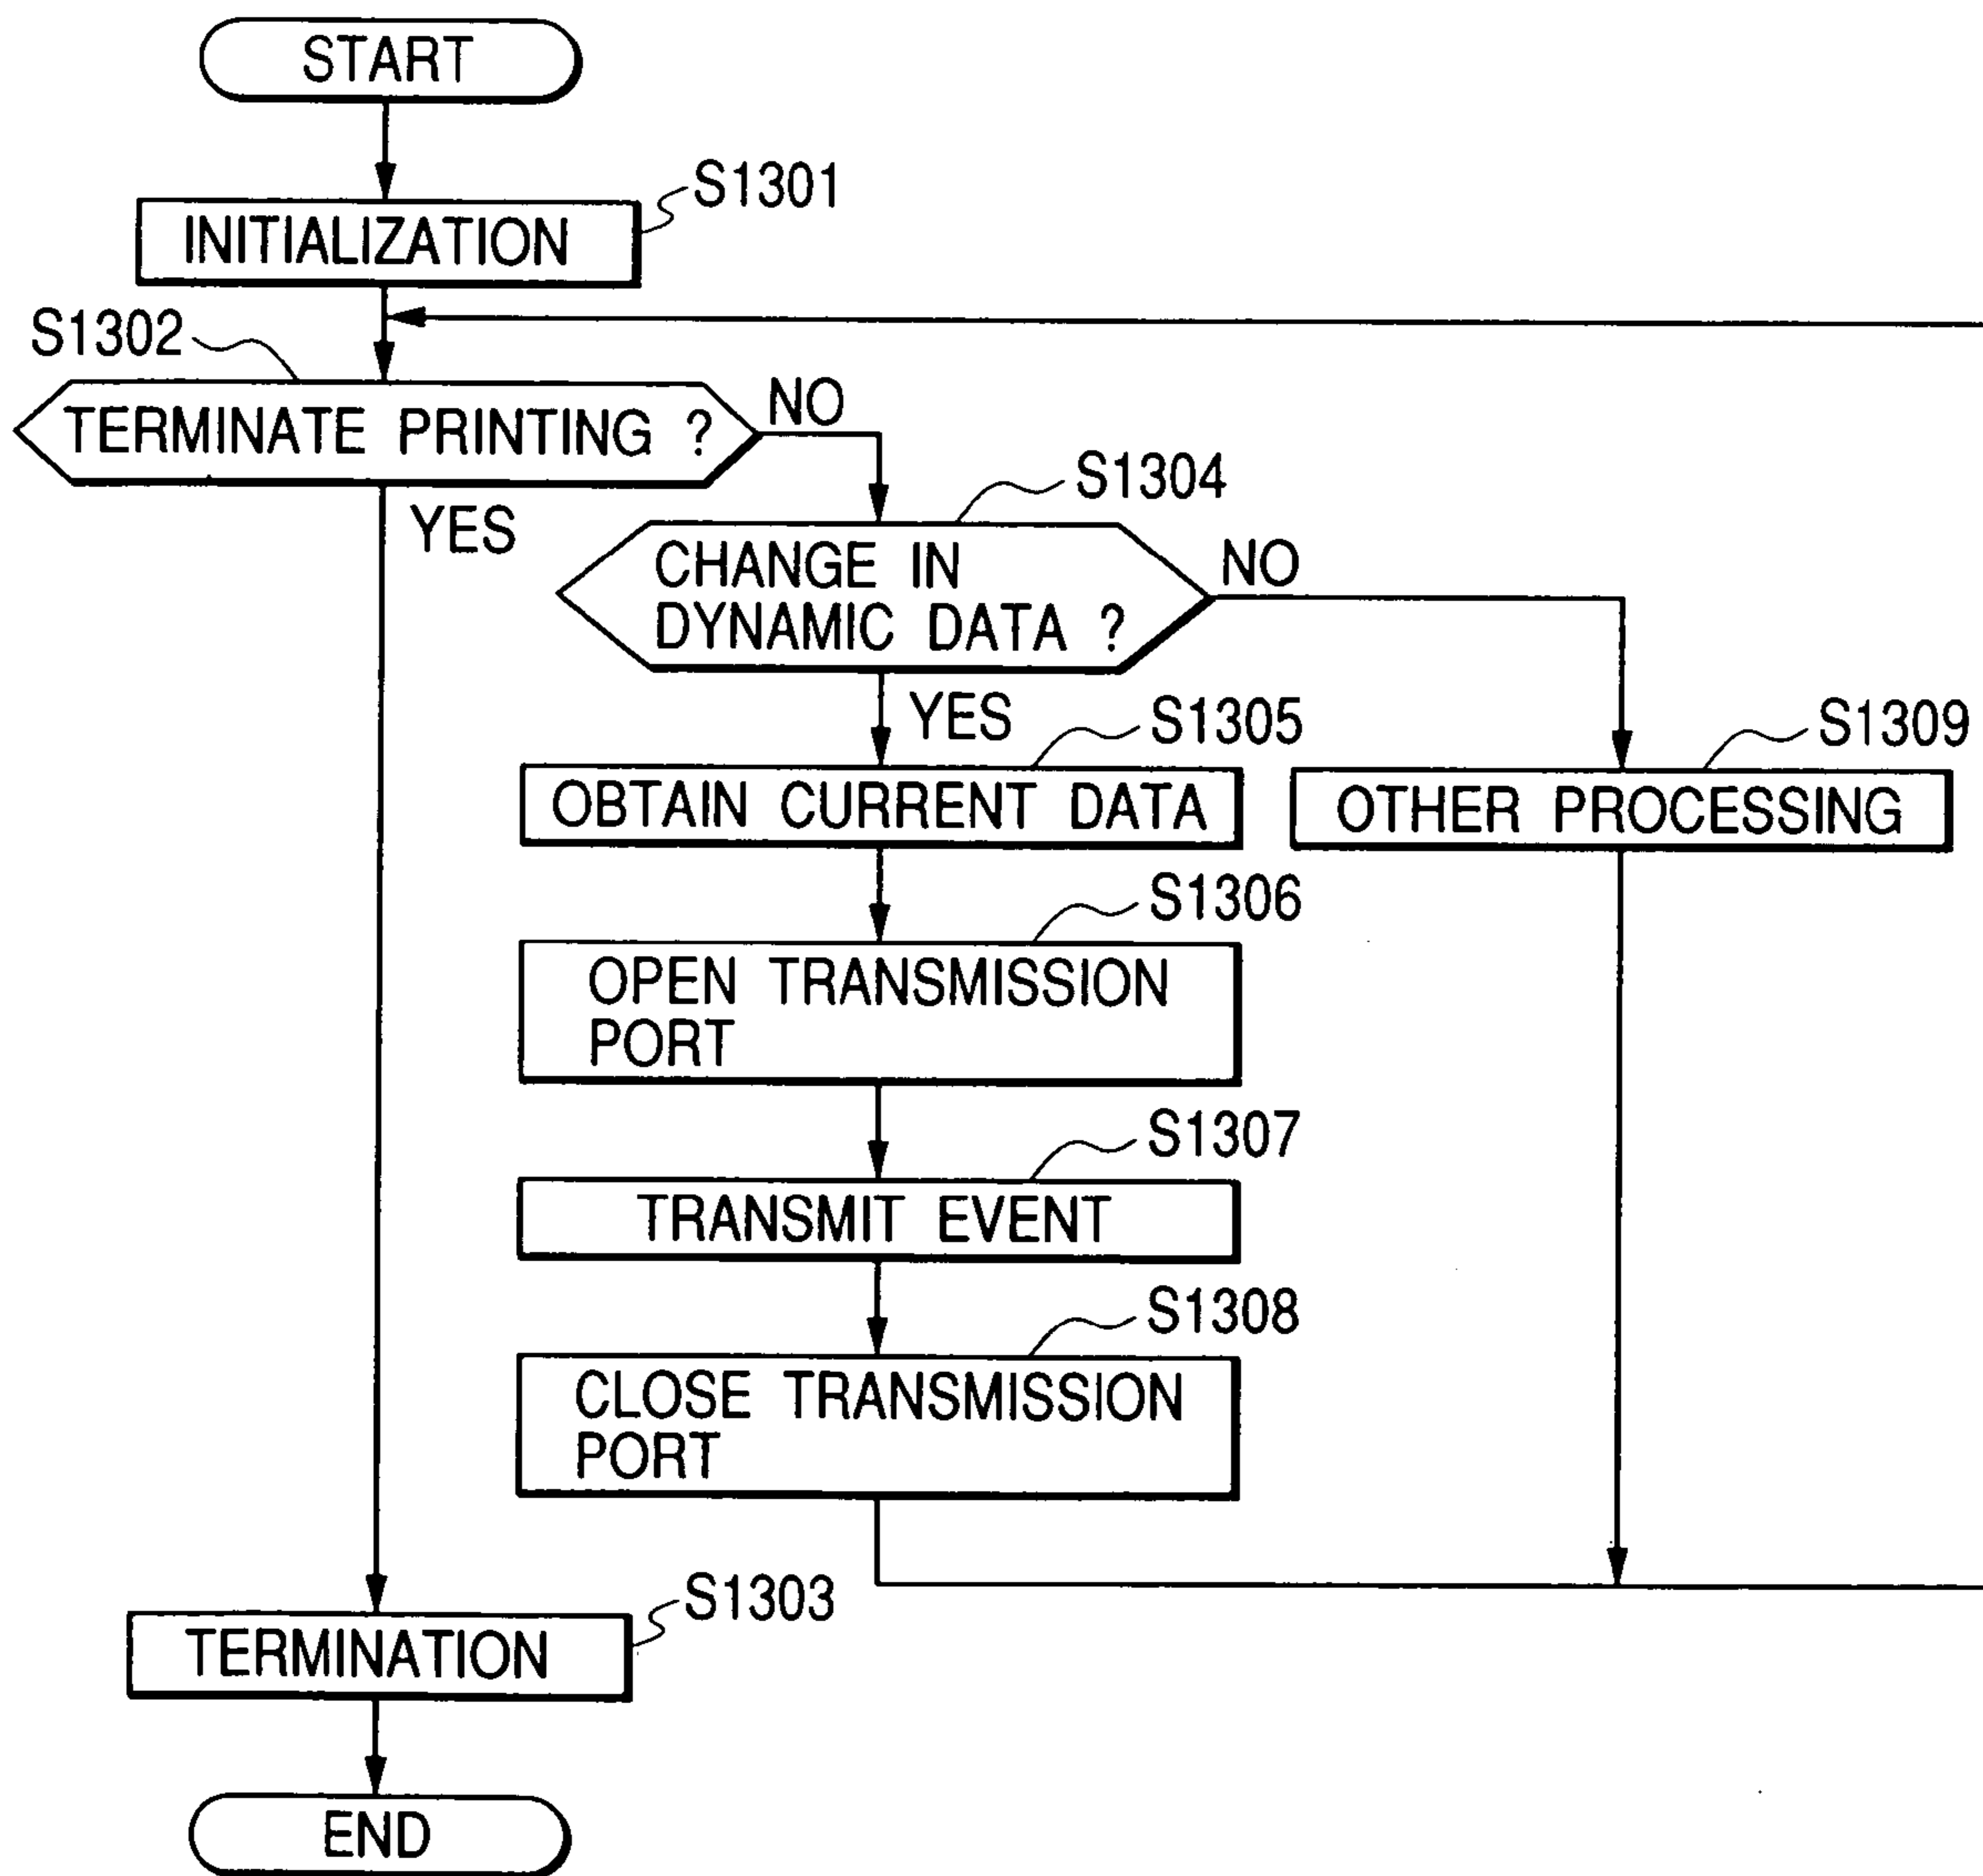 START
S1301
INITIALIZATION
S1302
TERMINATE PRINTING ?
NO
YES
S1304
CHANGE IN
DYNAMIC DATA ?
NO
YES
S1305
OBTAIN CURRENT DATA
S1309
OTHER PROCESSING
S1306
OPEN TRANSMISSION
PORT
S1307
TRANSMIT EVENT
S1308
CLOSE TRANSMISSION
PORT
S1303
TERMINATION
END